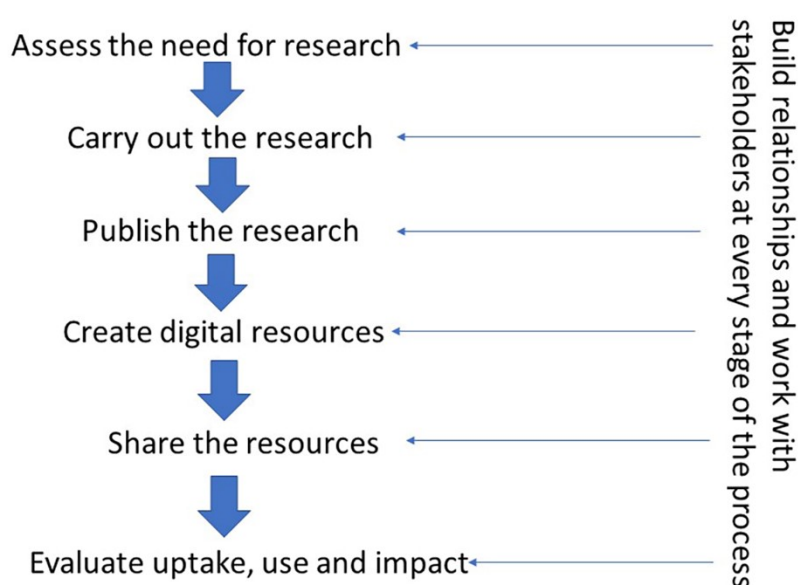 Assess the need for research
Carry out the research
Publish the research
Create digital resources
Share the resources
Evaluate uptake, use and impact
Build relationships and work with
stakeholders at every stage of the process